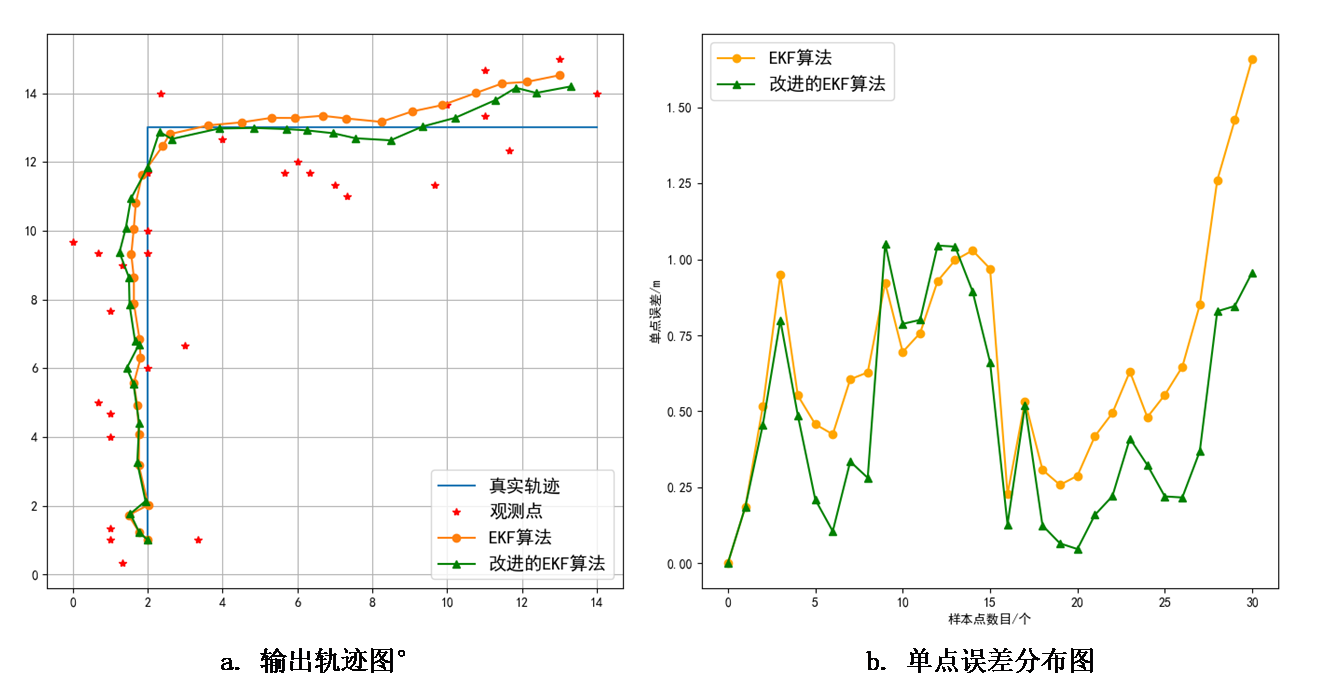 14
12
10
8
6
4
2
0
0 2 4 6 8 10 12 14
真实轨迹
观测点
EKF算法
改进的EKF算法
a. 输出轨迹图°
EKF算法
改进的EKF算法
1.50
1.25
1.00
0.75
0.50
0.25
0.00
单点误差/m
0 5 10 15 20 25 30
样本点数目/个
b. 单点误差分布图